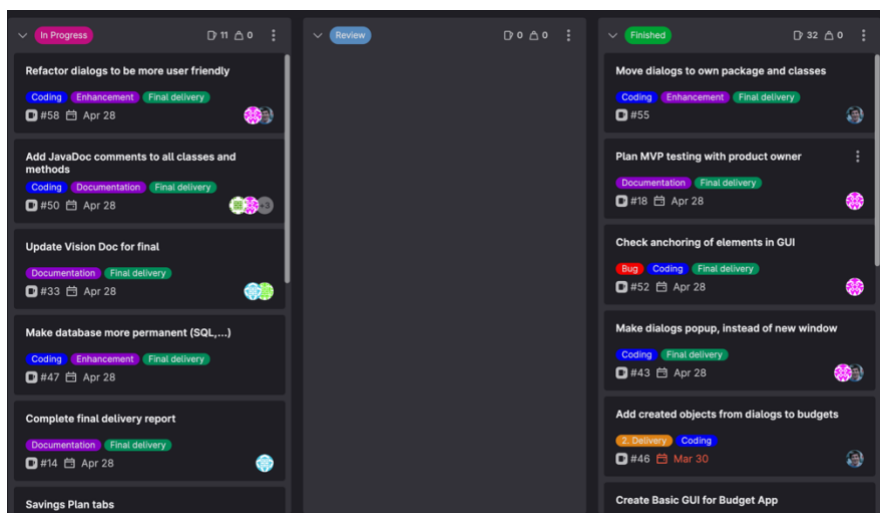 In Progress 11 0
Refactor dialogs to be more user friendly
Coding Enhancement Final delivery
#58 Apr 28
Add JavaDoc comments to all classes and
methods
Coding Documentation Final delivery
#50 Apr 28 +3
Update Vision Doc for final
Documentation Final delivery
#33 Apr 28
Make database more permanent (SQL,...)
Coding Enhancement Final delivery
#47 Apr 28
Complete final delivery report
Documentation Final delivery
#14 Apr 28
Savings Plan tabs
Review 0 0
Finished 32 0
Move dialogs to own package and classes
Coding Enhancement Final delivery
#55
Plan MVP testing with product owner
Documentation Final delivery
#18 Apr 28
Check anchoring of elements in GUI
Bug Coding Final delivery
#52 Apr 28
Make dialogs popup, instead of new window
Coding Final delivery
#43 Apr 28
Add created objects from dialogs to budgets
2. Delivery Coding
#46 Mar 30
Create Basic GUI for Budget App